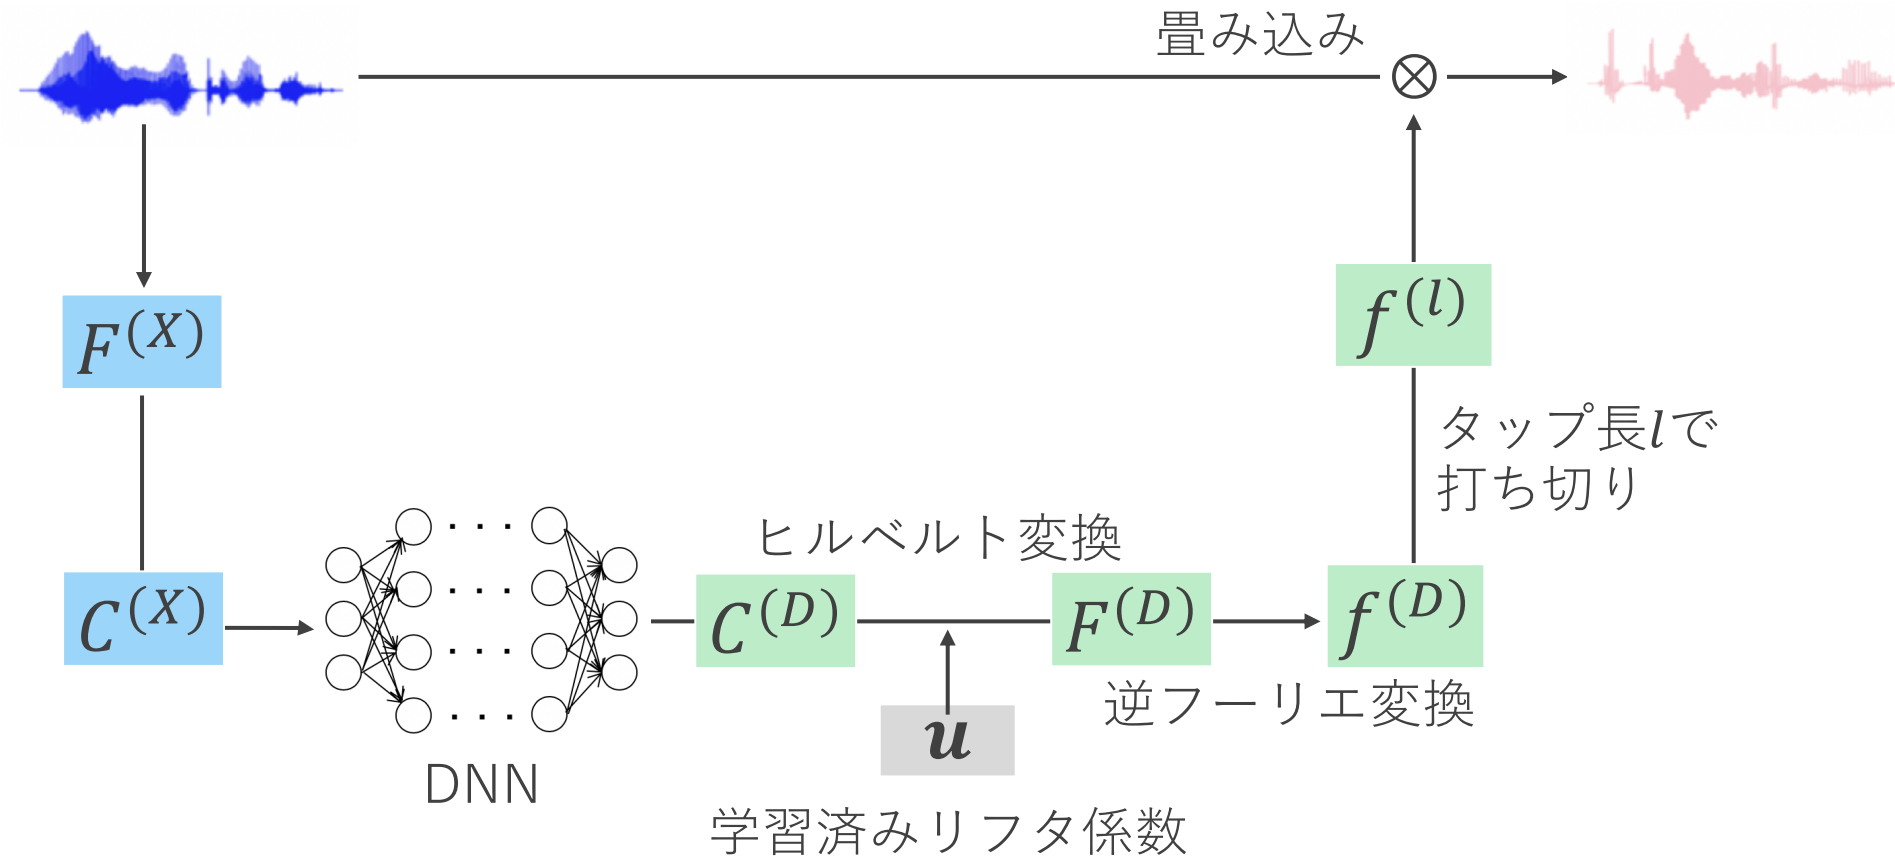 畳み込み
F^(X)
f^(l)
タップ長lで
打ち切り
ヒルベルト変換
C^(X)
C^(D)
F^(D)
f^(D)
逆フーリエ変換
u
DNN
学習済みリフタ係数